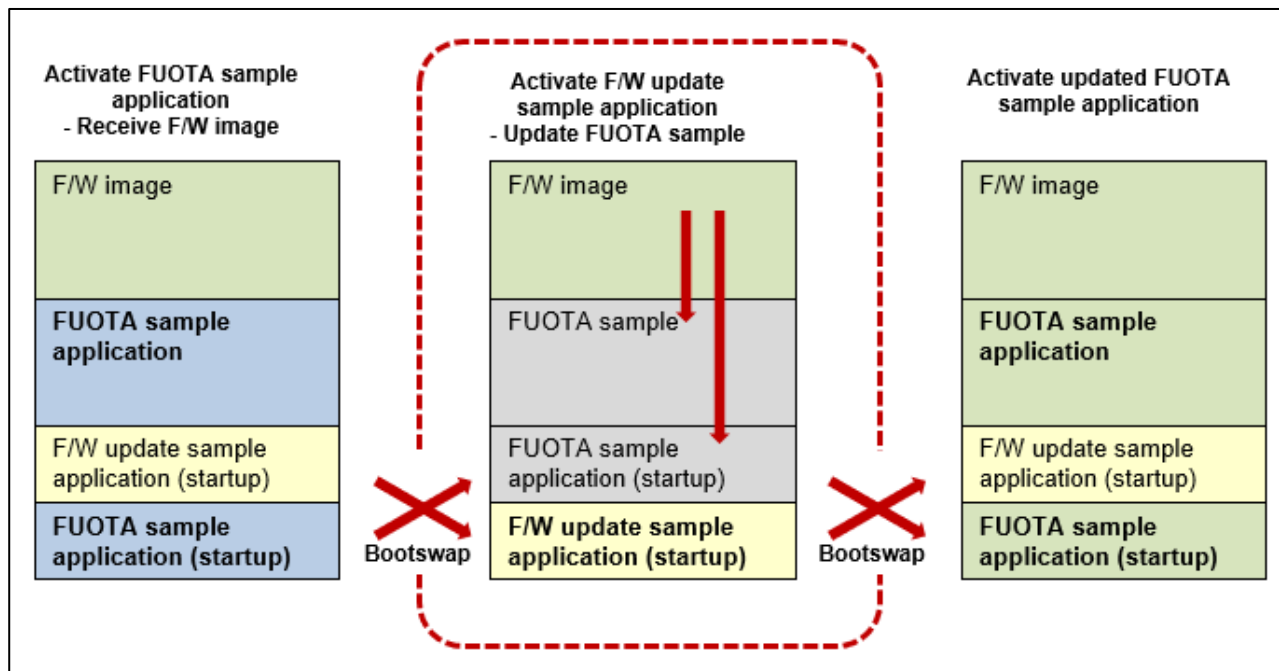 Activate FUOTA sample
application
- Receive F/W image
F/W image
FUOTA sample
application
F/W update sample
application (startup)
FUOTA sample
application (startup)
Bootswap
Activate F/W update
sample application
- Update FUOTA sample
F/W image
FUOTA sample
FUOTA sample
application (startup)
F/W update sample
application (startup)
Bootswap
Activate updated FUOTA
sample application
F/W image
FUOTA sample
application
F/W update sample
application (startup)
FUOTA sample
application (startup)